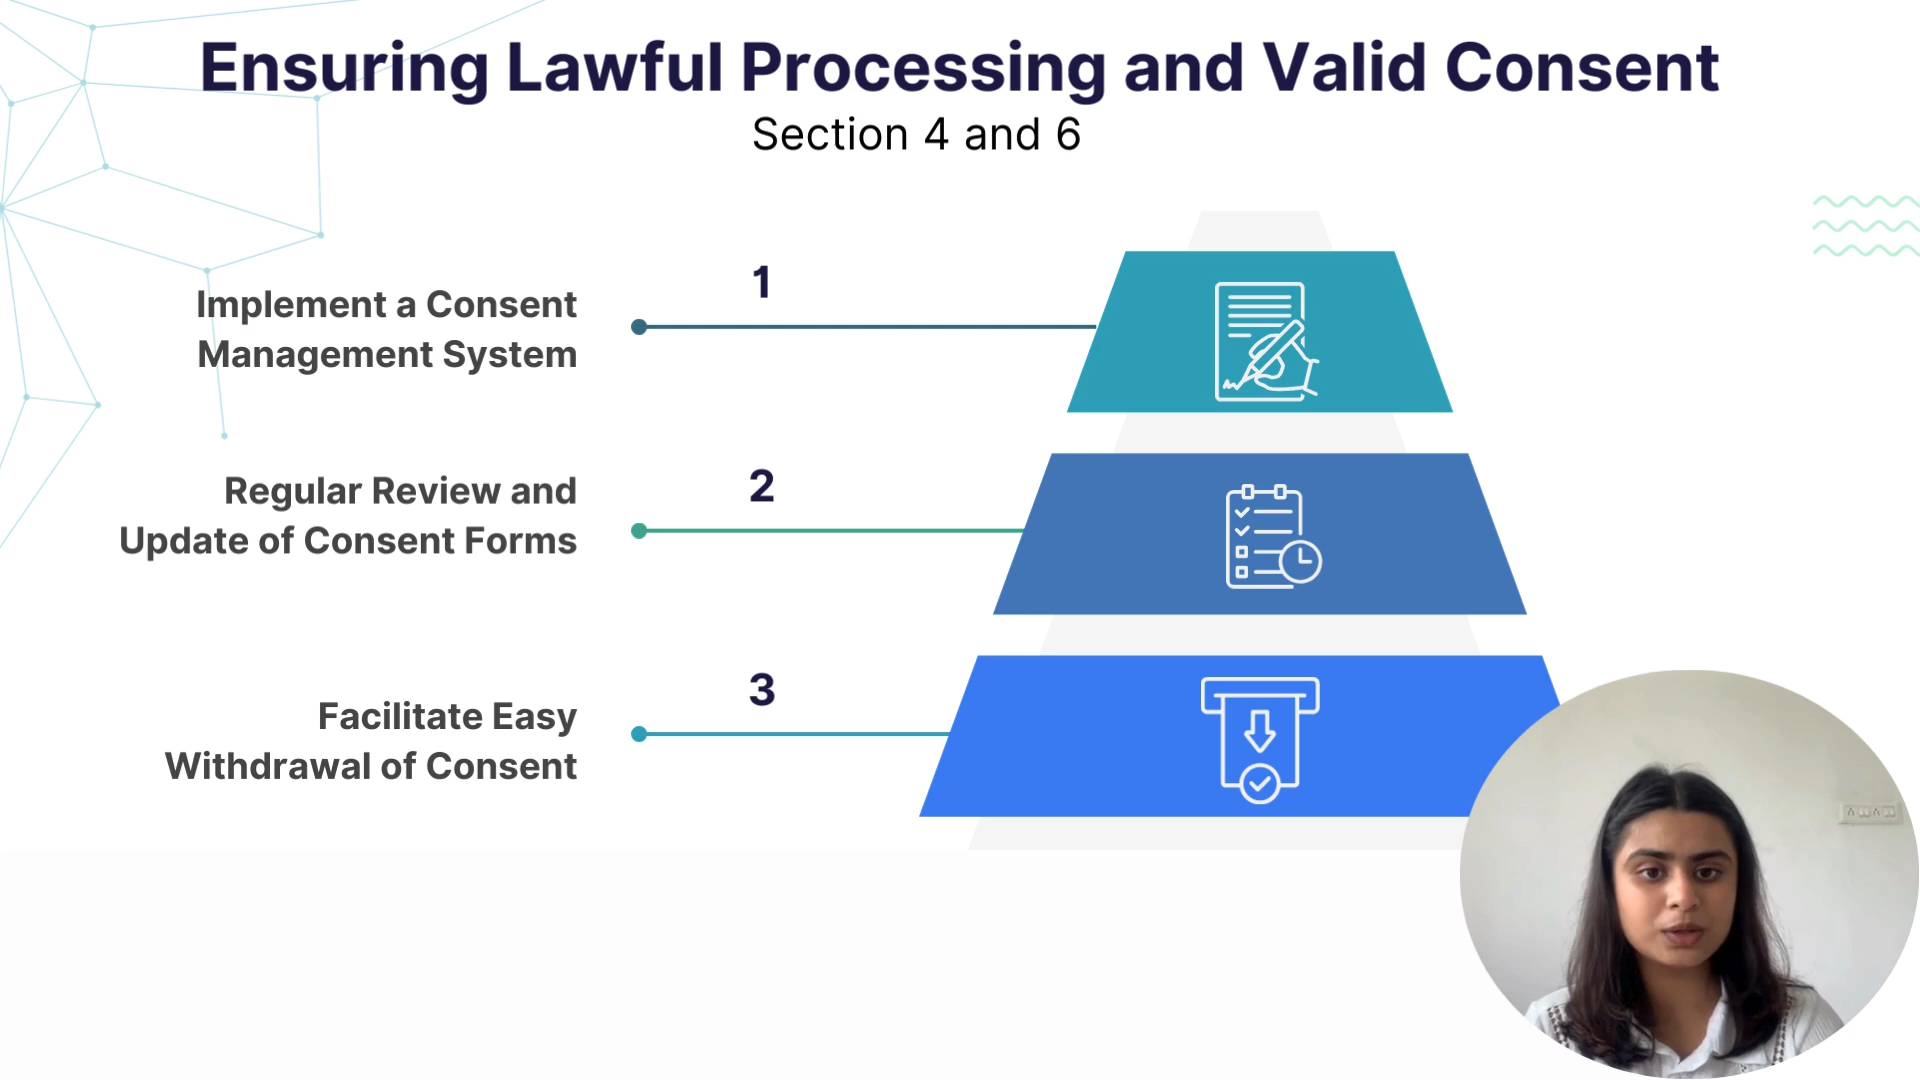 Ensuring Lawful Processing and Valid Consent
Section 4 and 6
1
Implement a Consent
Management System
2
Regular Review and
Update of Consent Forms
3
Facilitate Easy
Withdrawal of Consent